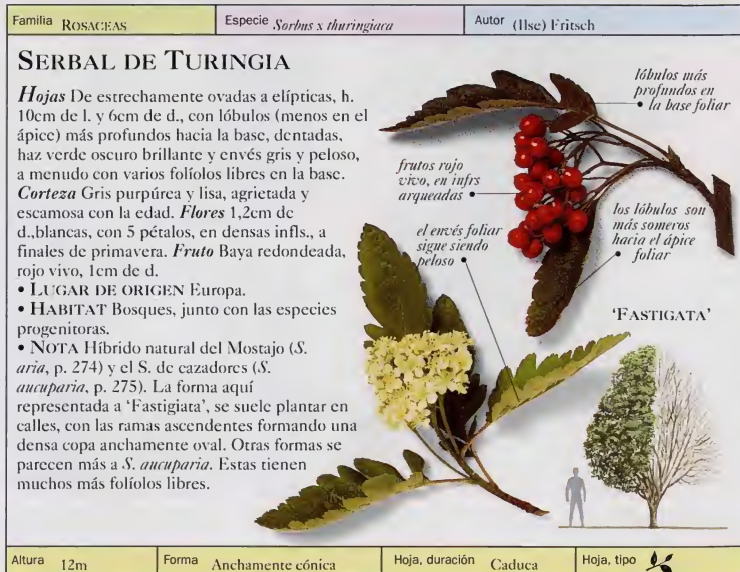 Familia ROSACEAS
Especie Sorbus x thuringiaca
Autor (Ilse) Fritsch
SERBAL DE TURINGIA
Hojas De estrechamente ovadas a elípticas, h.
10cm de l. y 6cm de d., con lóbulos (menos en el
ápice) más profundos hacia la base, dentadas,
haz verde oscuro brillante y envés gris y peloso,
a menudo con varios folíolos libres en la base.
Corteza Gris purpúrea y lisa, agrietada y
escamosa con la edad. Flores 1,2cm de
d.,blancas, con 5 pétalos, en densas infls., a
finales de primavera. Fruto Baya redondeada,
rojo vivo, 1cm de d.
• LUGAR DE ORIGEN Europa.
• HABITAT Bosques, junto con las especies
progenitoras.
• NOTA Híbrido natural del Mostajo (S.
aria, p. 274) y el S. de cazadores (S.
aucuparia, p. 275). La forma aquí
representada a ‘Fastigiata’, se suele plantar en
calles, con las ramas ascendentes formando una
densa copa anchamente oval. Otras formas se
parecen más a S. aucuparia. Estas tienen
muchos más folíolos libres.
lóbulos más
profundos en
la base foliar
frutos rojo
vivo, en infrs
arqueadas
el envés foliar
sigue siendo
peloso
los lóbulos son
más someros
hacia el ápice
foliar
‘FASTIGATA’
Altura 12m
Forma Anchamente cónica
Hoja, duración Caduca
Hoja, tipo